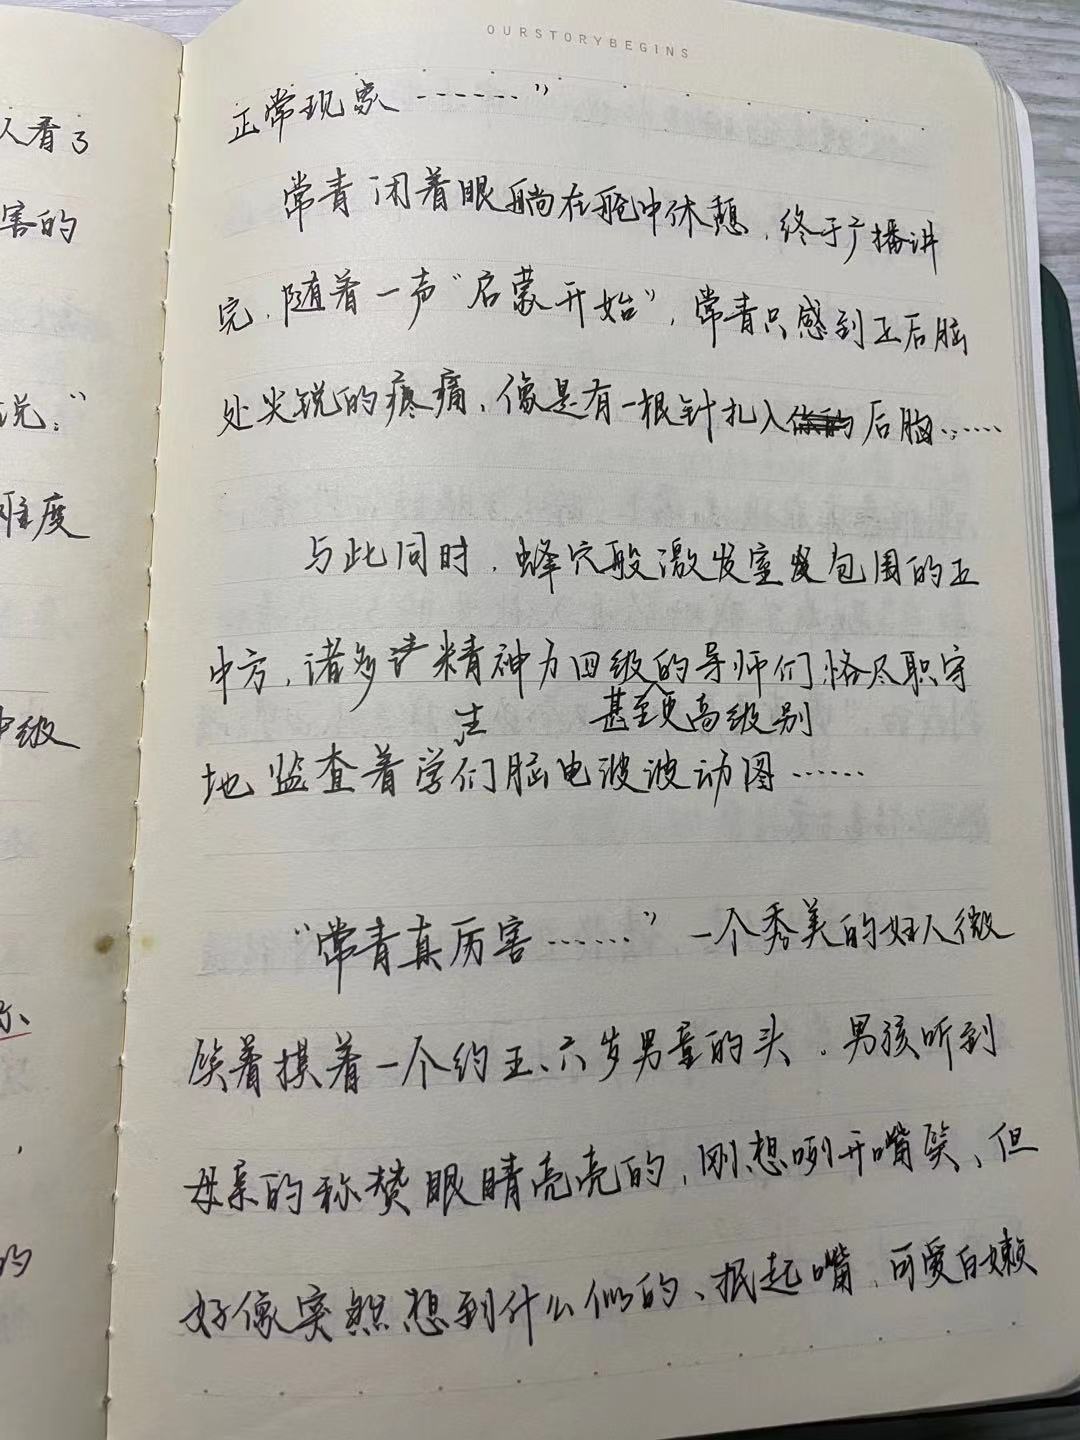 OURSTORYBEGINS
正常现象……”
常青闭着眼躺在舱中休憩，终于广播讲
完，随着一声“启蒙开始”，常青只感到正后脑
处尖锐的疼痛，像是有一根针扎入后脑……
与此同时，蜂穴般激发室包围的正
中方，诸多精神力四级的导师们恪尽职守
生 甚至更高级别
地监查着学们脑电波波动图……
“常青真厉害……”一个秀美的妇人微
笑着摸着一个约五、六岁男童的头。男孩听到
母亲的称赞眼睛亮亮的，刚想咧开嘴笑，但
好像突然想到什么似的，抿起嘴，可爱白嫩
人看了
害的
说：“
难度
中级
你、
，
的